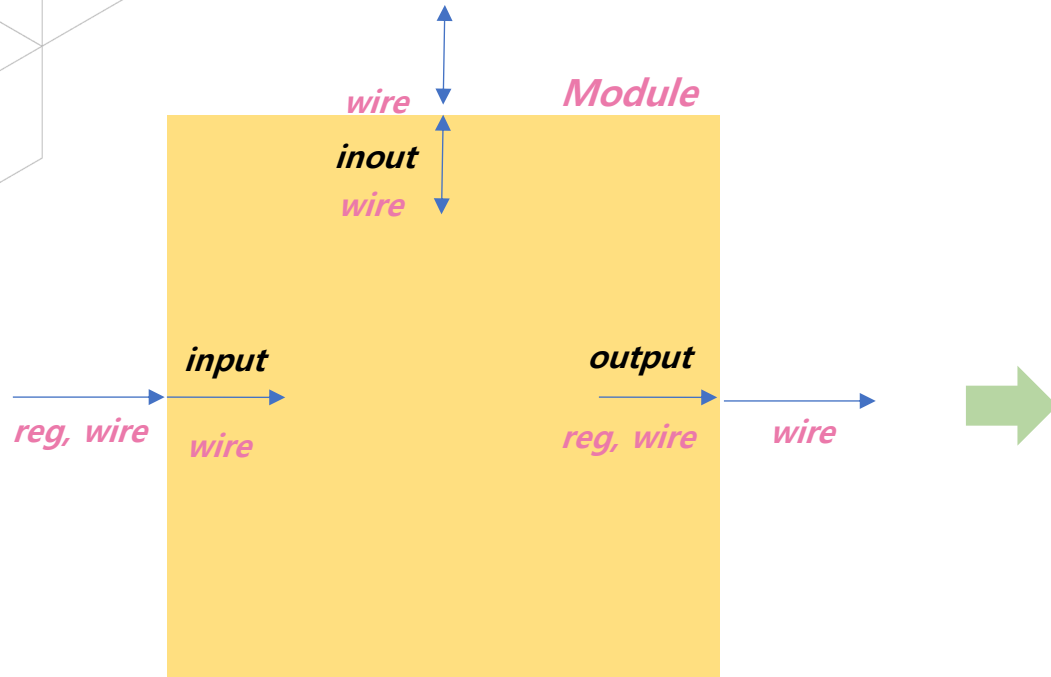 wire
Module
inout
wire
input
output
reg, wire
wire
reg, wire
wire